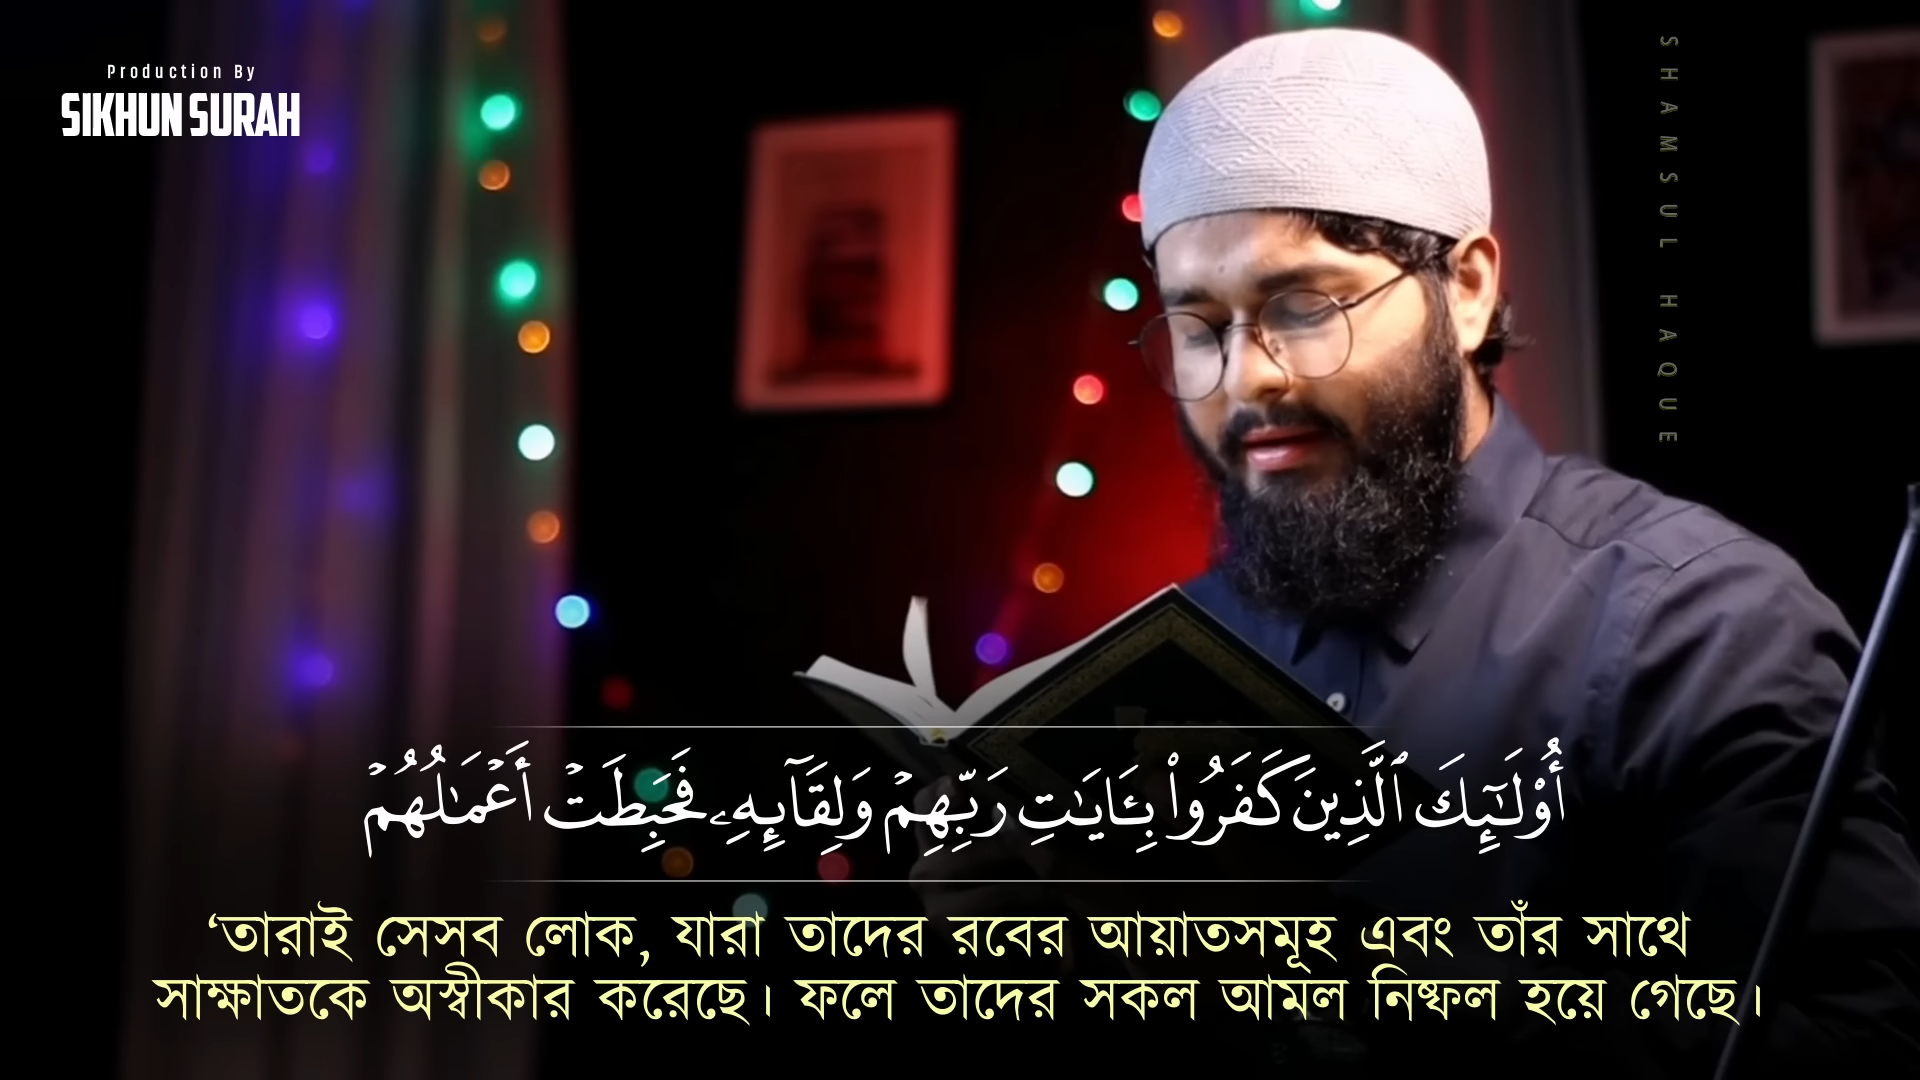 Production By
SIKHUN SURAH
SHAMSUL HAQUE
أُوْلَـٰٓئِكَ ٱلَّذِينَ كَفَرُواْ بِـَٔايَـٰتِ رَبِّهِمۡ وَلِقَآئِهِۦ فَحَبِطَتۡ أَعۡمَـٰلُهُمۡ
‘তারাই সেসব লোক, যারা তাদের রবের আয়াতসমূহ এবং তাঁর সাথে
সাক্ষাতকে অস্বীকার করেছে। ফলে তাদের সকল আমল নিষ্ফল হয়ে গেছে।